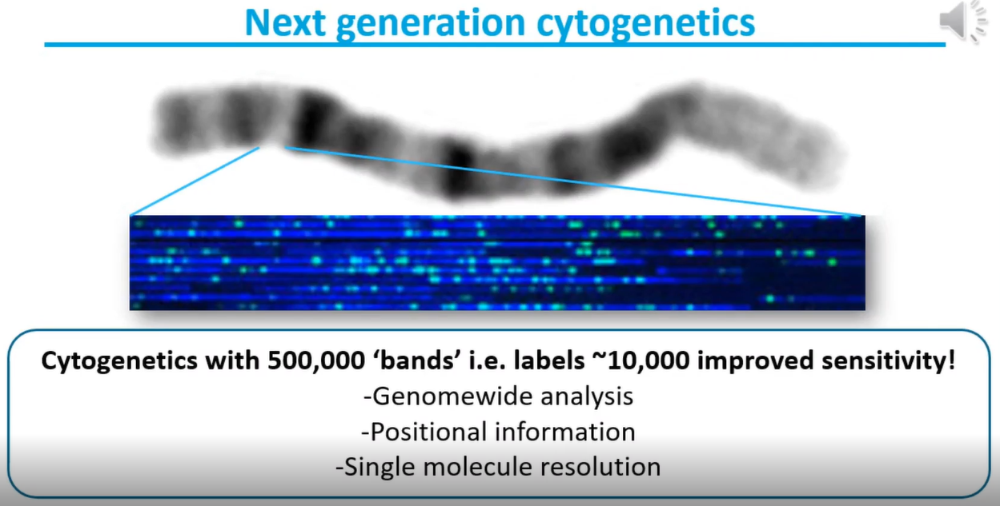 Next generation cytogenetics
Cytogenetics with 500,000 ‘bands’ i.e. labels ~10,000 improved sensitivity!
-Genomewide analysis
-Positional information
-Single molecule resolution